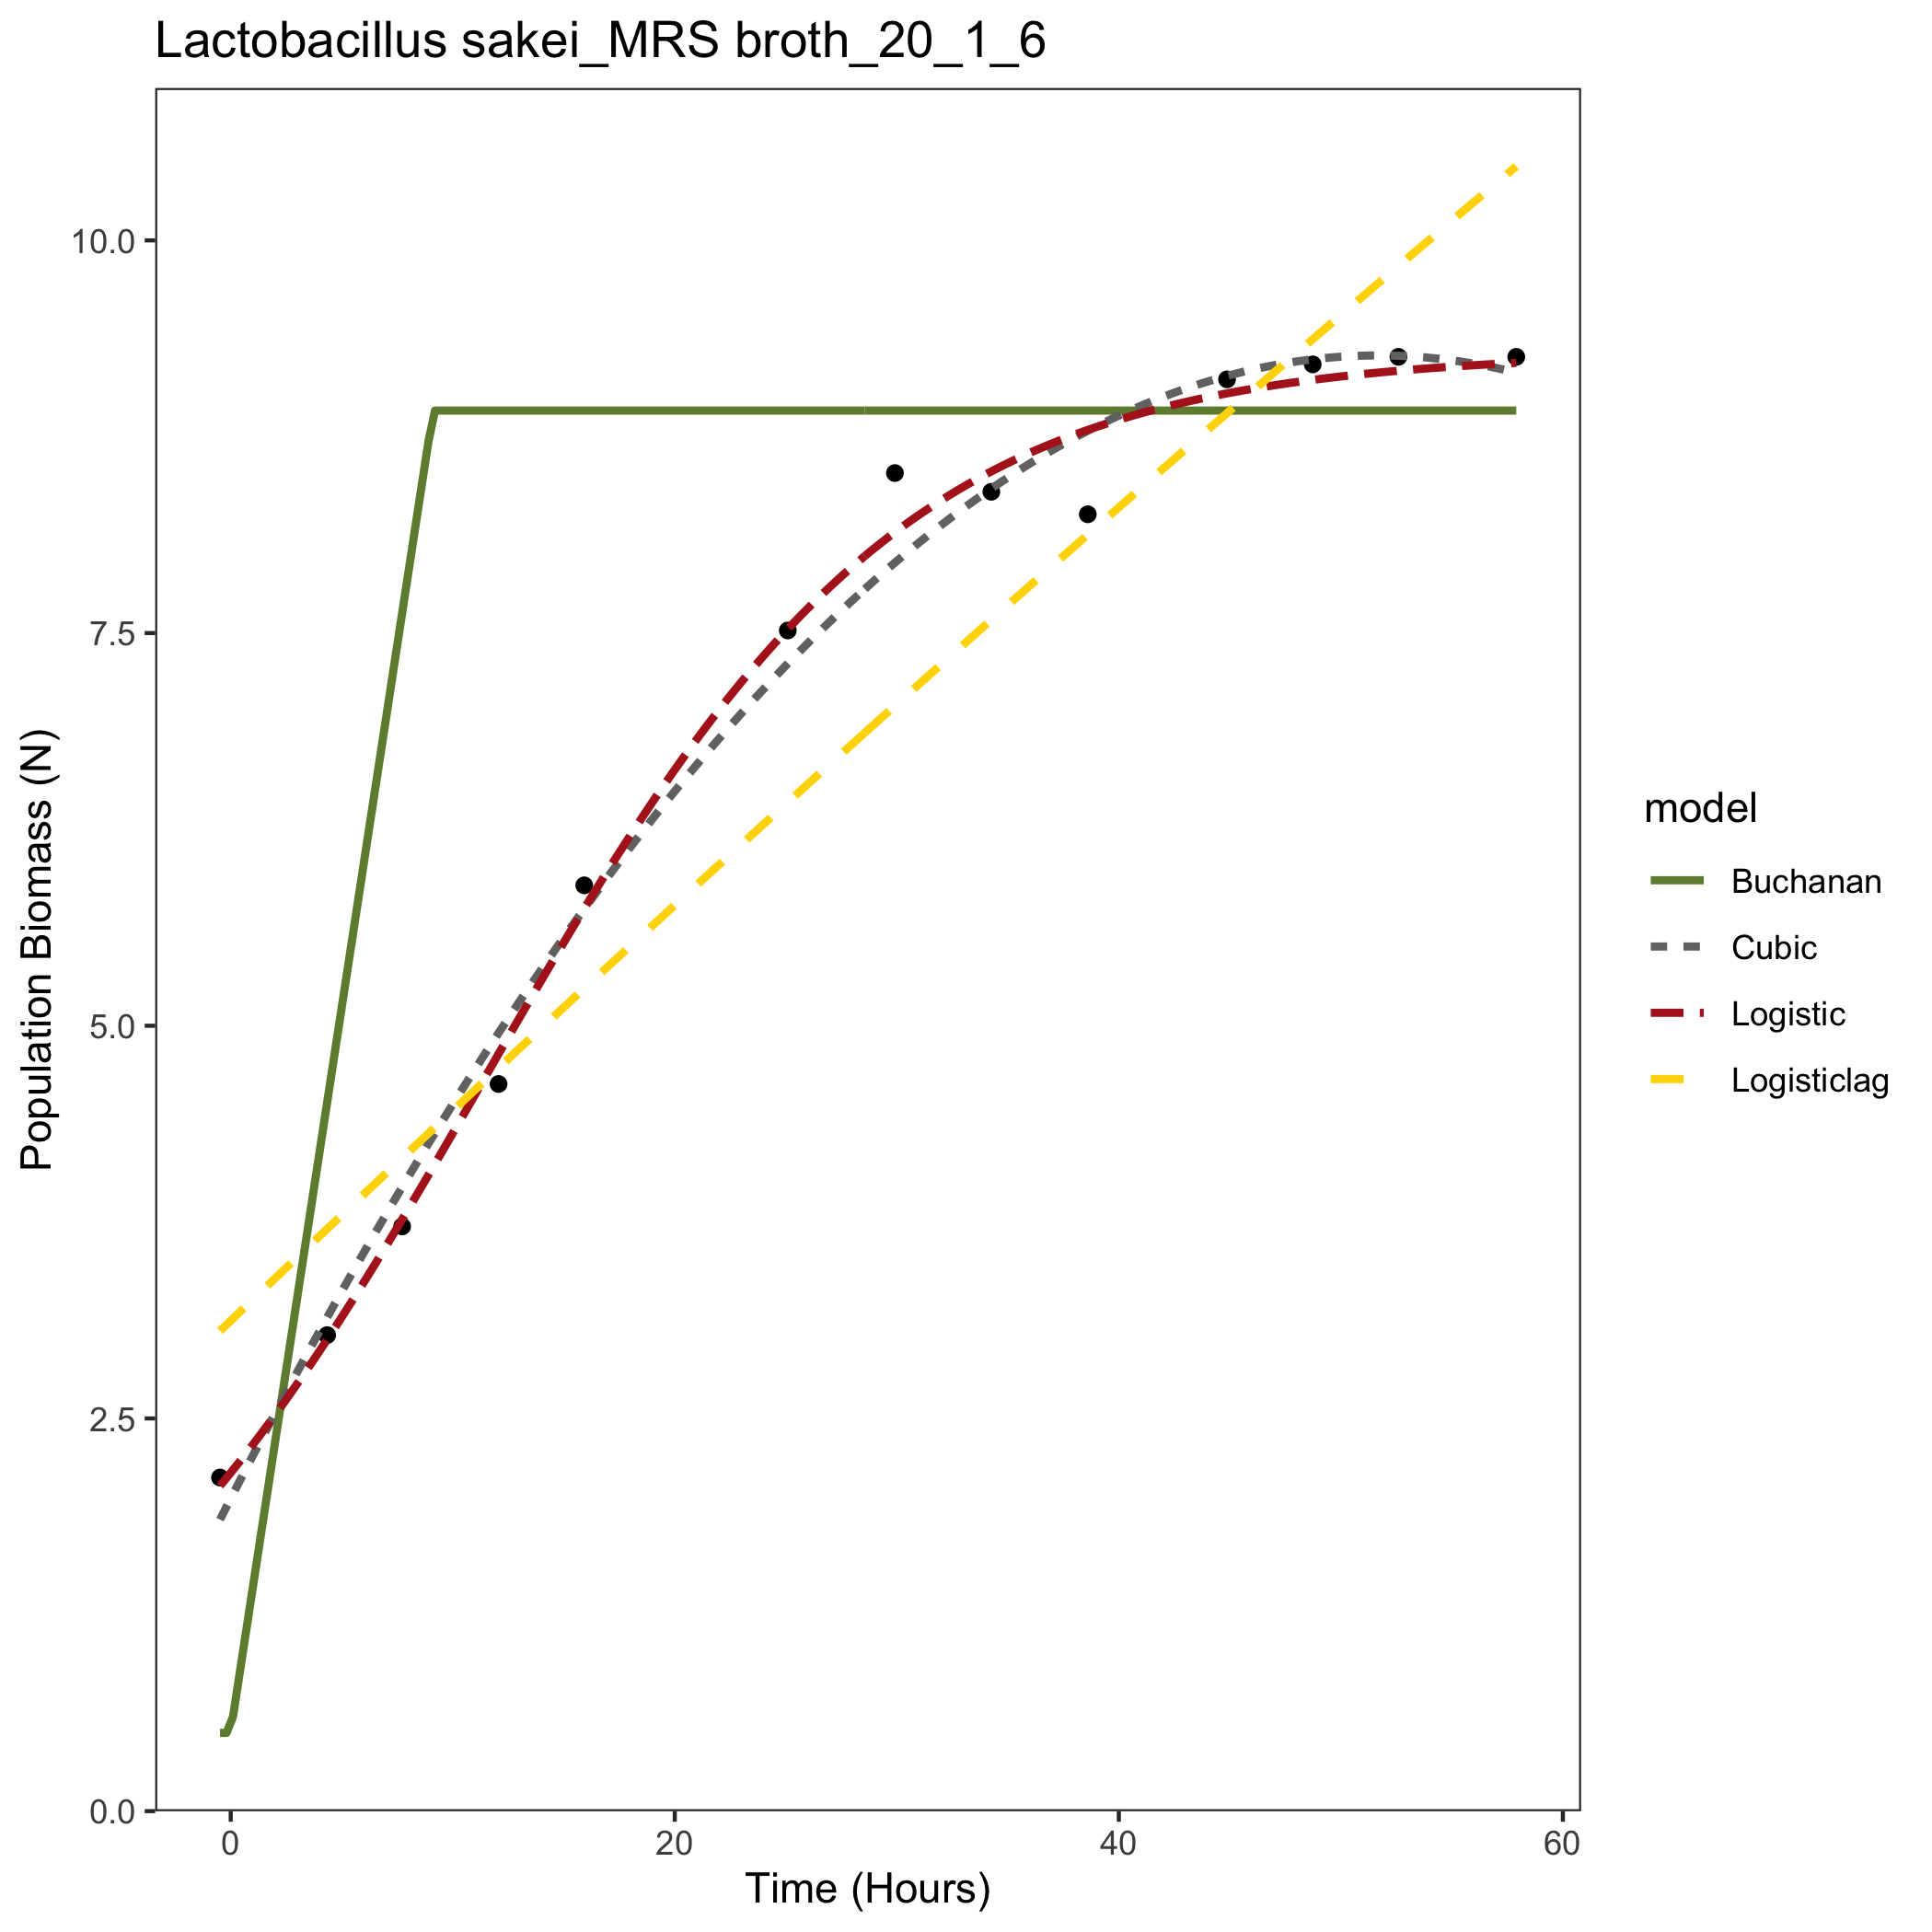 Lactobacillus sakei_MRS broth_20_1_6
Population Biomass (N)
10.0
7.5
5.0
2.5
0.0
0 20 40 60
Time (Hours)
model
Buchanan
Cubic
Logistic
Logisticlag